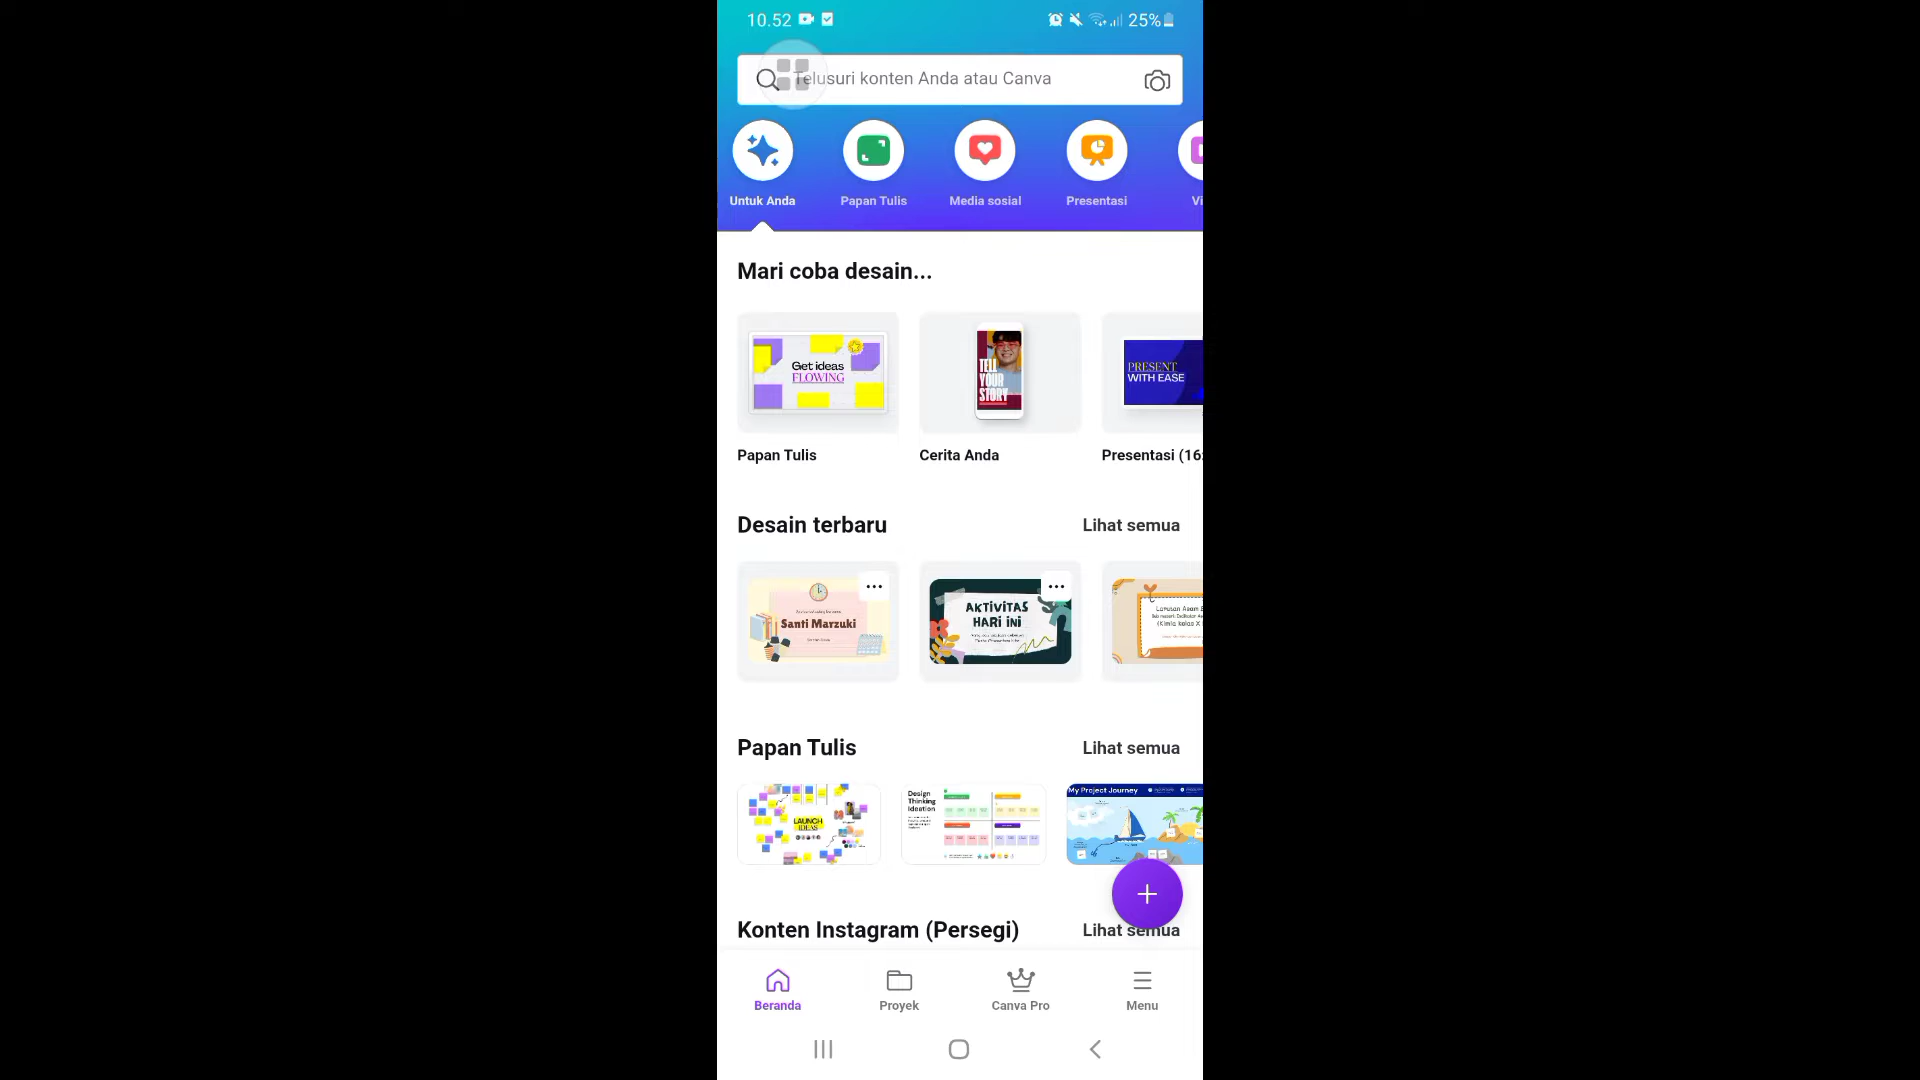 10.52
25%
Telusuri konten Anda atau Canva
Untuk Anda
Papan Tulis
Media sosial
Presentasi
Vi
Mari coba desain...
Get ideas
FLOWING
TELL
YOUR
STORY
PRESENT
WITH EASE
Papan Tulis
Cerita Anda
Presentasi (16:
Desain terbaru
Lihat semua
Santi Marzuki
AKTIVITAS
HARI INI
Papan Tulis
Lihat semua
LAUNCH
IDEAS
Design
Thinking
Ideation
My Project Journey
Konten Instagram (Persegi)
Lihat semua
Beranda
Proyek
Canva Pro
Menu